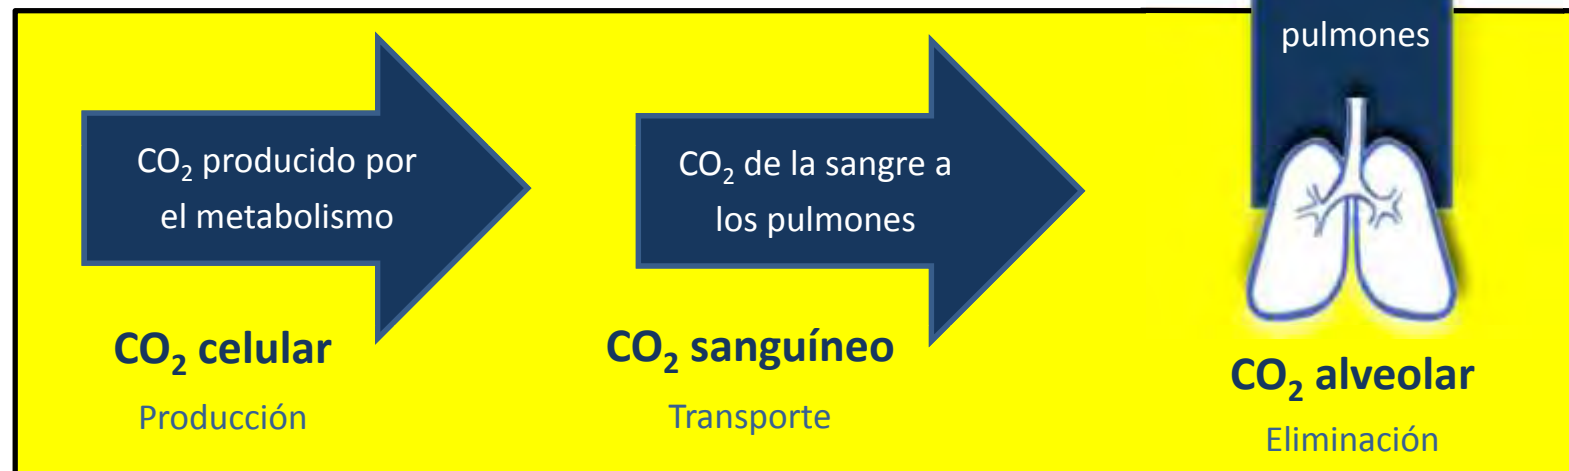 pulmones
CO₂ producido por
el metabolismo
CO₂ de la sangre a
los pulmones
CO₂ celular
Producción
CO₂ sanguíneo
Transporte
CO₂ alveolar
Eliminación